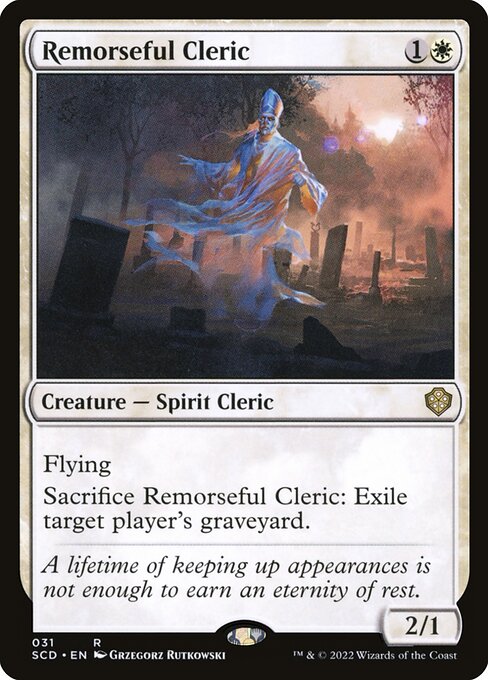 Remorseful Cleric 1
Creature — Spirit Cleric
Flying
Sacrifice Remorseful Cleric: Exile
target player's graveyard.
A lifetime of keeping up appearances is
not enough to earn an eternity of rest.
2/1
031 R
SCD • EN Grzegorz Rutkowski ™ & © 2022 Wizards of the Coast